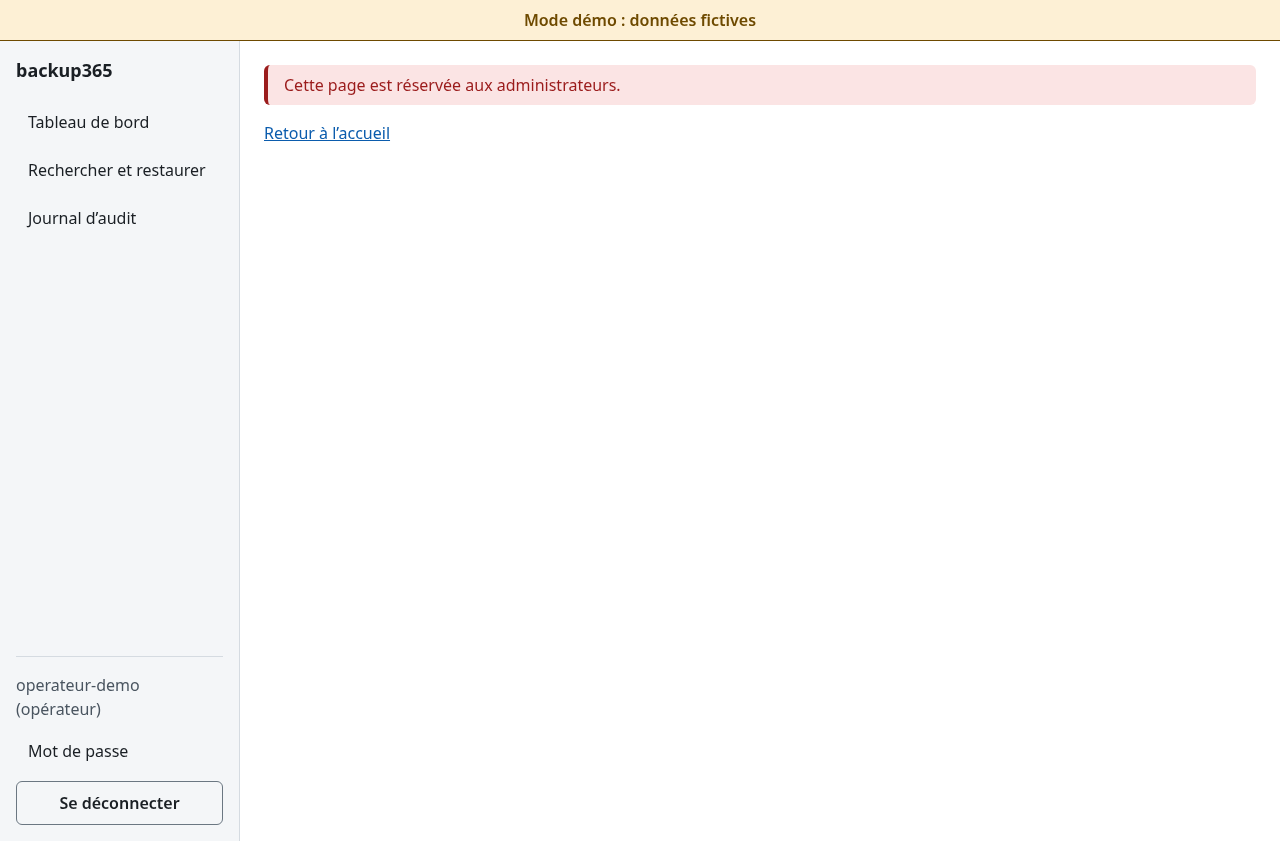 Mode démo : données fictives
backup365
Tableau de bord
Rechercher et restaurer
Journal d’audit
operateur-demo
(opérateur)
Mot de passe
Se déconnecter
Cette page est réservée aux administrateurs.
Retour à l’accueil